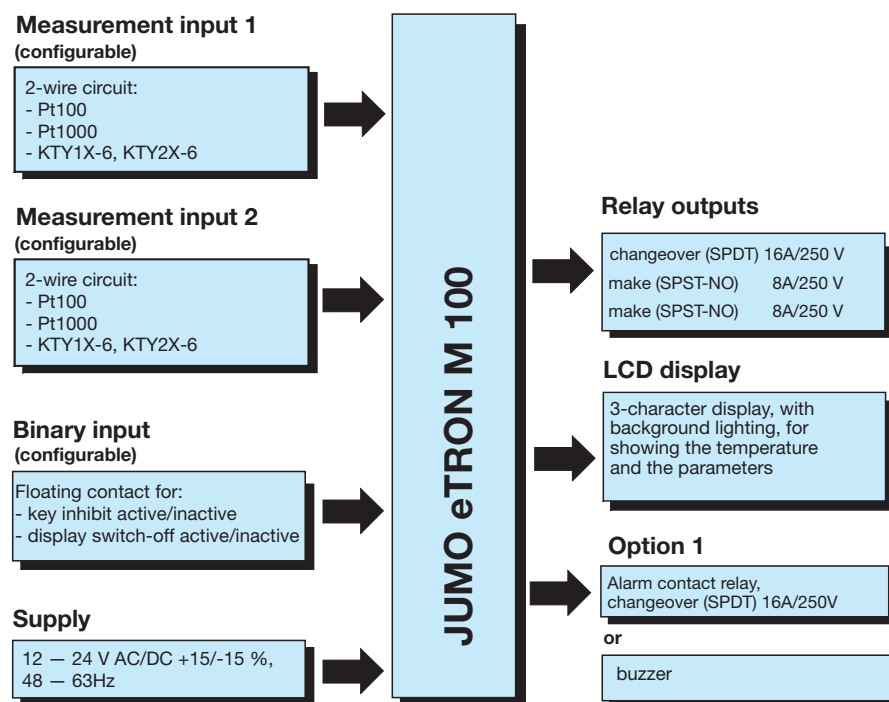 Measurement input 1
(configurable)
2-wire circuit:
- Pt100
- Pt1000
- KTY1X-6, KTY2X-6
Measurement input 2
(configurable)
2-wire circuit:
- Pt100
- Pt1000
- KTY1X-6, KTY2X-6
Binary input
(configurable)
Floating contact for:
- key inhibit active/inactive
- display switch-off active/inactive
Supply
12 — 24 V AC/DC +15/-15 %,
48 — 63Hz
JUMO eTRON M 100
Relay outputs
changeover (SPDT) 16A/250 V
make (SPST-NO) 8A/250 V
make (SPST-NO) 8A/250 V
LCD display
3-character display, with
background lighting, for
showing the temperature
and the parameters
Option 1
Alarm contact relay,
changeover (SPDT) 16A/250V
or
buzzer